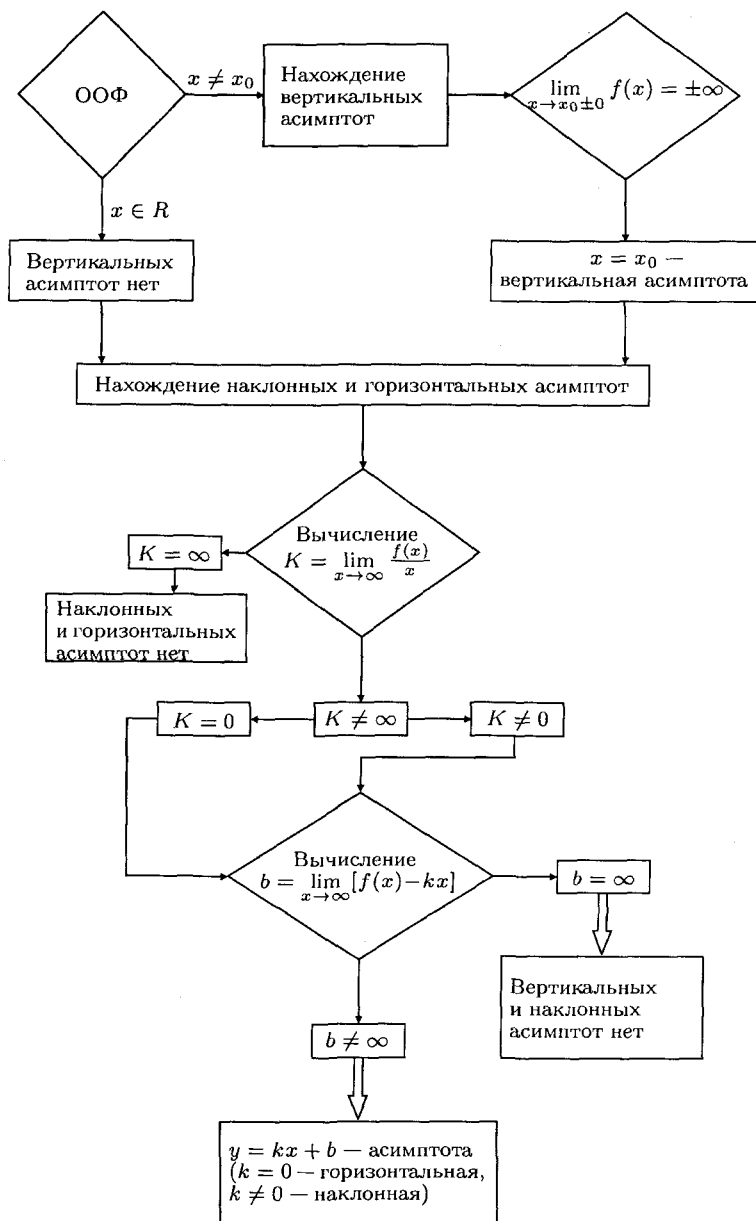 ООФ
x ≠ x₀
Нахождение
вертикальных
асимптот
lim f(x) = ±∞
x→x₀±0
x ∈ R
Вертикальных
асимптот нет
x = x₀ —
вертикальная асимптота
Нахождение наклонных и горизонтальных асимптот
Вычисление
K = lim f(x)/x
x→∞
K = ∞
Наклонных
и горизонтальных
асимптот нет
K = 0
K ≠ ∞
K ≠ 0
Вычисление
b = lim [f(x)−kx]
x→∞
b = ∞
Вертикальных
и наклонных
асимптот нет
b ≠ ∞
y = kx + b — асимптота
(k = 0 — горизонтальная,
k ≠ 0 — наклонная)